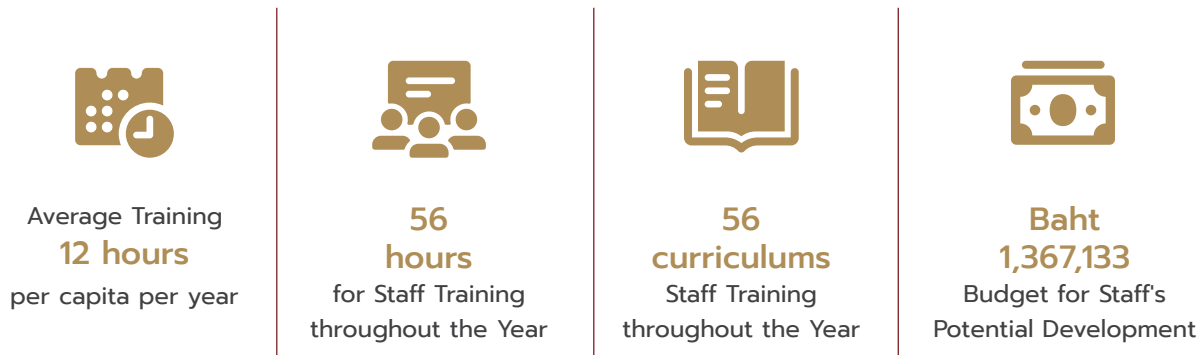 Average Training
12 hours
per capita per year
56
hours
for Staff Training
throughout the Year
56
curriculums
Staff Training
throughout the Year
Baht
1,367,133
Budget for Staff's
Potential Development